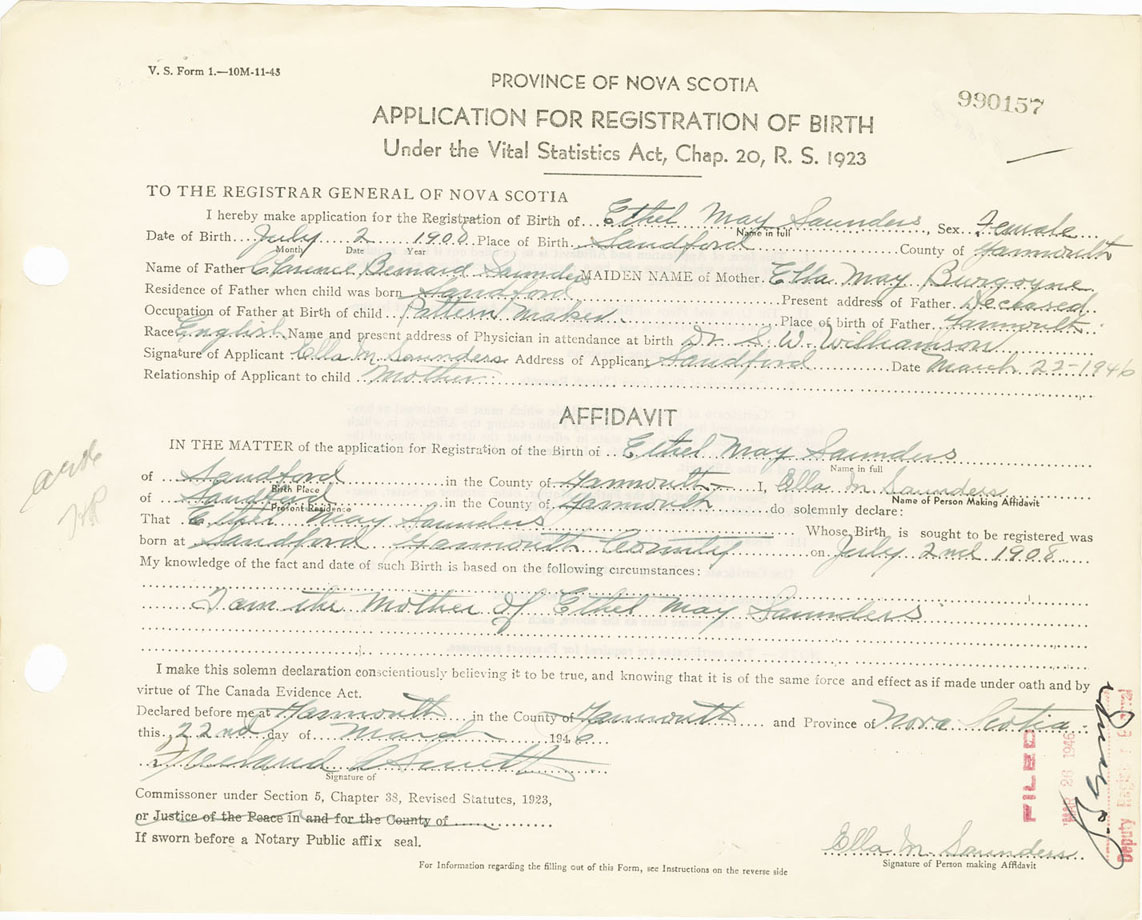 V. S. Form 1.—10M-11-43
PROVINCE OF NOVA SCOTIA
990157
APPLICATION FOR REGISTRATION OF BIRTH
Under the Vital Statistics Act, Chap. 20, R. S. 1923
TO THE REGISTRAR GENERAL OF NOVA SCOTIA
I hereby make application for the Registration of Birth of Ethel May Saunders, Sex Female
Name in full
Date of Birth July 2 1908 Place of Birth Sandford County of Yarmouth
Month Date Year
Name of Father Clarence Bernard Saunders MAIDEN NAME of Mother Ella May Burgoyne
Residence of Father when child was born Sandford Present address of Father Deceased
Occupation of Father at Birth of child Pattern Maker Place of birth of Father Yarmouth
Race English Name and present address of Physician in attendance at birth Dr. S. W. Williamson
Signature of Applicant Ella M. Saunders Address of Applicant Sandford Date March 22-1946
Relationship of Applicant to child Mother
AFFIDAVIT
IN THE MATTER of the application for Registration of the Birth of Ethel May Saunders
Name in full
of Sandford in the County of Yarmouth I, Ella M Saunders
Birth Place Name of Person Making Affidavit
of Sandford in the County of Yarmouth do solemnly declare:
Present Residence
That Ethel May Saunders Whose Birth, is sought to be registered was
born at Sandford Yarmouth County on July 2nd 1908
My knowledge of the fact and date of such Birth is based on the following circumstances:
I am the Mother of Ethel May Saunders
I make this solemn declaration conscientiously believing it to be true, and knowing that it is of the same force and effect as if made under oath and by
virtue of The Canada Evidence Act.
Declared before me at Yarmouth in the County of Yarmouth and Province of Nova Scotia
this 22nd day of March 1946
Signature of
Commissioner under Section 5, Chapter 38, Revised Statutes, 1923,
or Justice of the Peace in and for the County of
If sworn before a Notary Public affix seal.
Ella M Saunders
Signature of Person making Affidavit
For Information regarding the filling out of this Form, see Instructions on the reverse side
FILED
MAR 26 1946
Deputy Registrar General